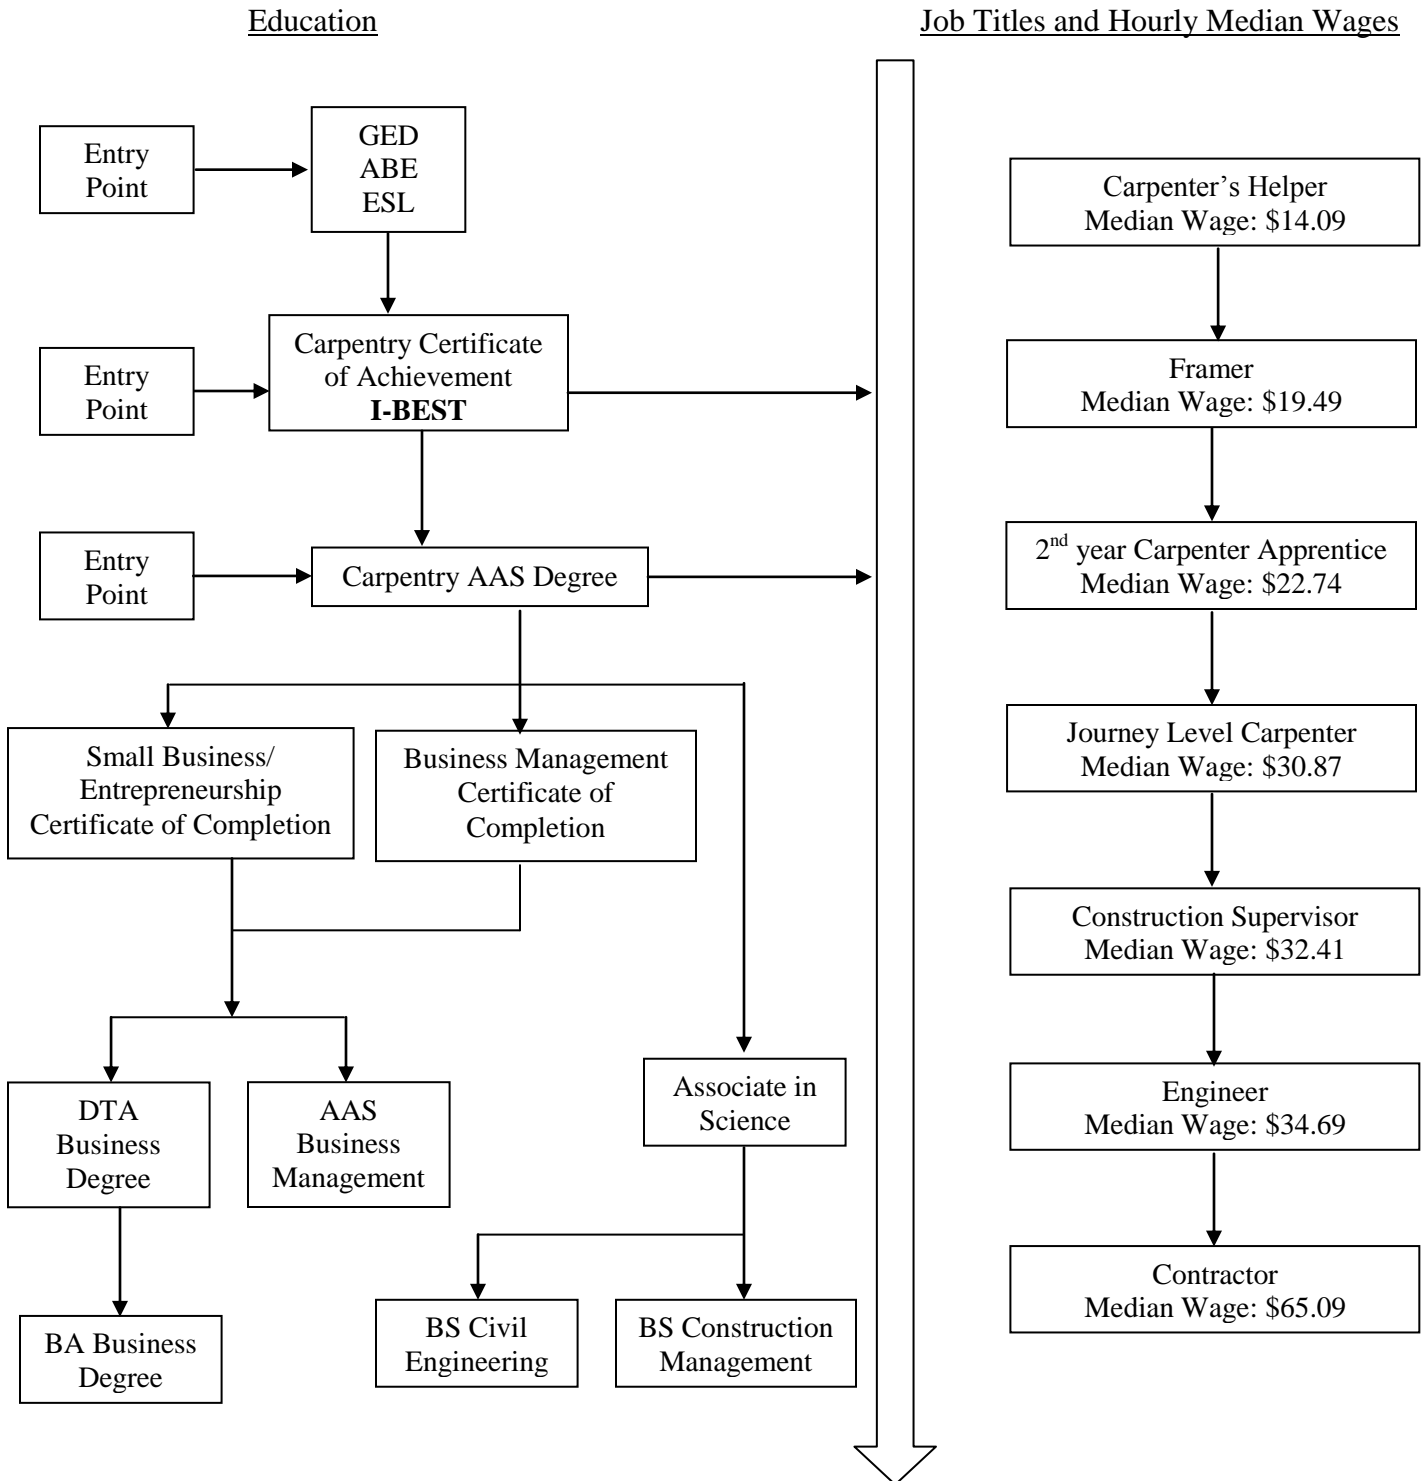 Education
Job Titles and Hourly Median Wages
Entry
Point
GED
ABE
ESL
Entry
Point
Carpentry Certificate
of Achievement
I-BEST
Entry
Point
Carpentry AAS Degree
Small Business/
Entrepreneurship
Certificate of Completion
Business Management
Certificate of
Completion
DTA
Business
Degree
AAS
Business
Management
Associate in
Science
BA Business
Degree
BS Civil
Engineering
BS Construction
Management
Carpenter’s Helper
Median Wage: $14.09
Framer
Median Wage: $19.49
2nd year Carpenter Apprentice
Median Wage: $22.74
Journey Level Carpenter
Median Wage: $30.87
Construction Supervisor
Median Wage: $32.41
Engineer
Median Wage: $34.69
Contractor
Median Wage: $65.09